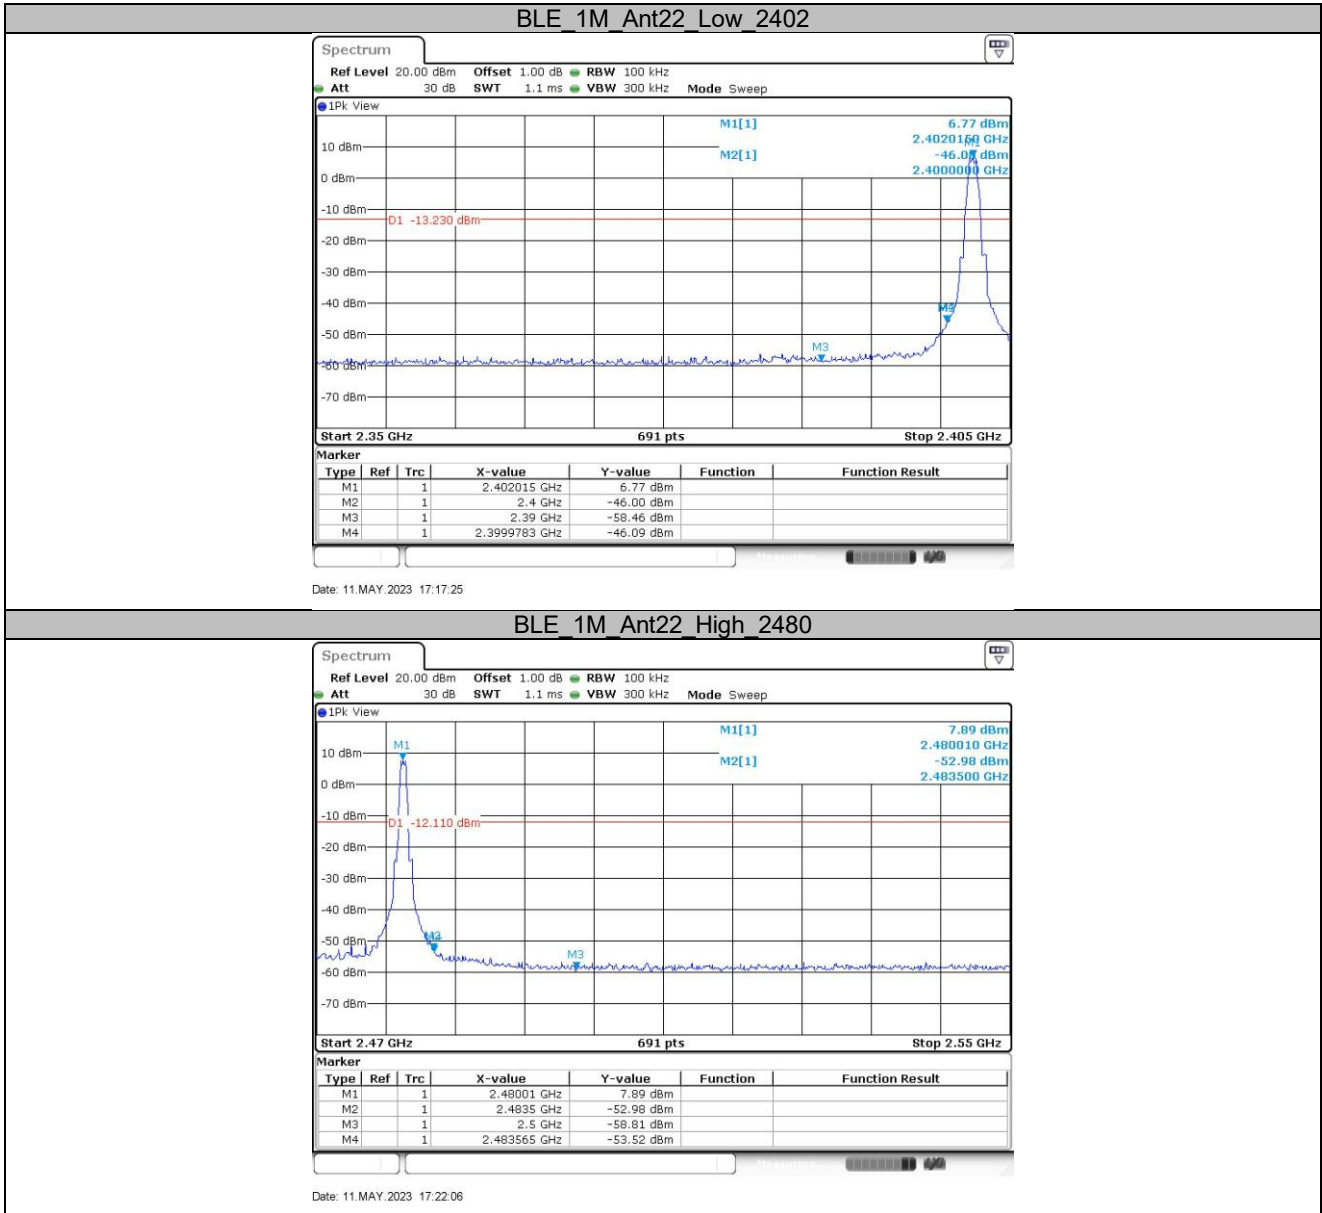 BLE_1M_Ant22_Low_2402
Spectrum
Ref Level 20.00 dBm Offset 1.00 dB RBW 100 kHz
Att 30 dB SWT 1.1 ms VBW 300 kHz Mode Sweep
1Pk View
M1[1] 6.77 dBm
2.4020150 GHz
M1
10 dBm
M2[1] -46.00 dBm
2.4000000 GHz
0 dBm
-10 dBm
D1 -13.230 dBm
-20 dBm
-30 dBm
-40 dBm
-50 dBm
M3
-60 dBm
-70 dBm
Start 2.35 GHz 691 pts Stop 2.405 GHz
Marker
Type Ref Trc X-value Y-value Function Function Result
M1 1 2.402015 GHz 6.77 dBm
M2 1 2.4 GHz -46.00 dBm
M3 1 2.39 GHz -58.46 dBm
M4 1 2.3999783 GHz -46.09 dBm
Measuring
Date: 11.MAY.2023 17:17:25
BLE_1M_Ant22_High_2480
Spectrum
Ref Level 20.00 dBm Offset 1.00 dB RBW 100 kHz
Att 30 dB SWT 1.1 ms VBW 300 kHz Mode Sweep
1Pk View
M1[1] 7.89 dBm
2.480010 GHz
M1
10 dBm
M2[1] -52.98 dBm
2.483500 GHz
0 dBm
-10 dBm
D1 -12.110 dBm
-20 dBm
-30 dBm
-40 dBm
-50 dBm
M3
-60 dBm
-70 dBm
Start 2.47 GHz 691 pts Stop 2.55 GHz
Marker
Type Ref Trc X-value Y-value Function Function Result
M1 1 2.48001 GHz 7.89 dBm
M2 1 2.4835 GHz -52.98 dBm
M3 1 2.5 GHz -58.81 dBm
M4 1 2.483565 GHz -53.52 dBm
Measuring
Date: 11.MAY.2023 17:22:06